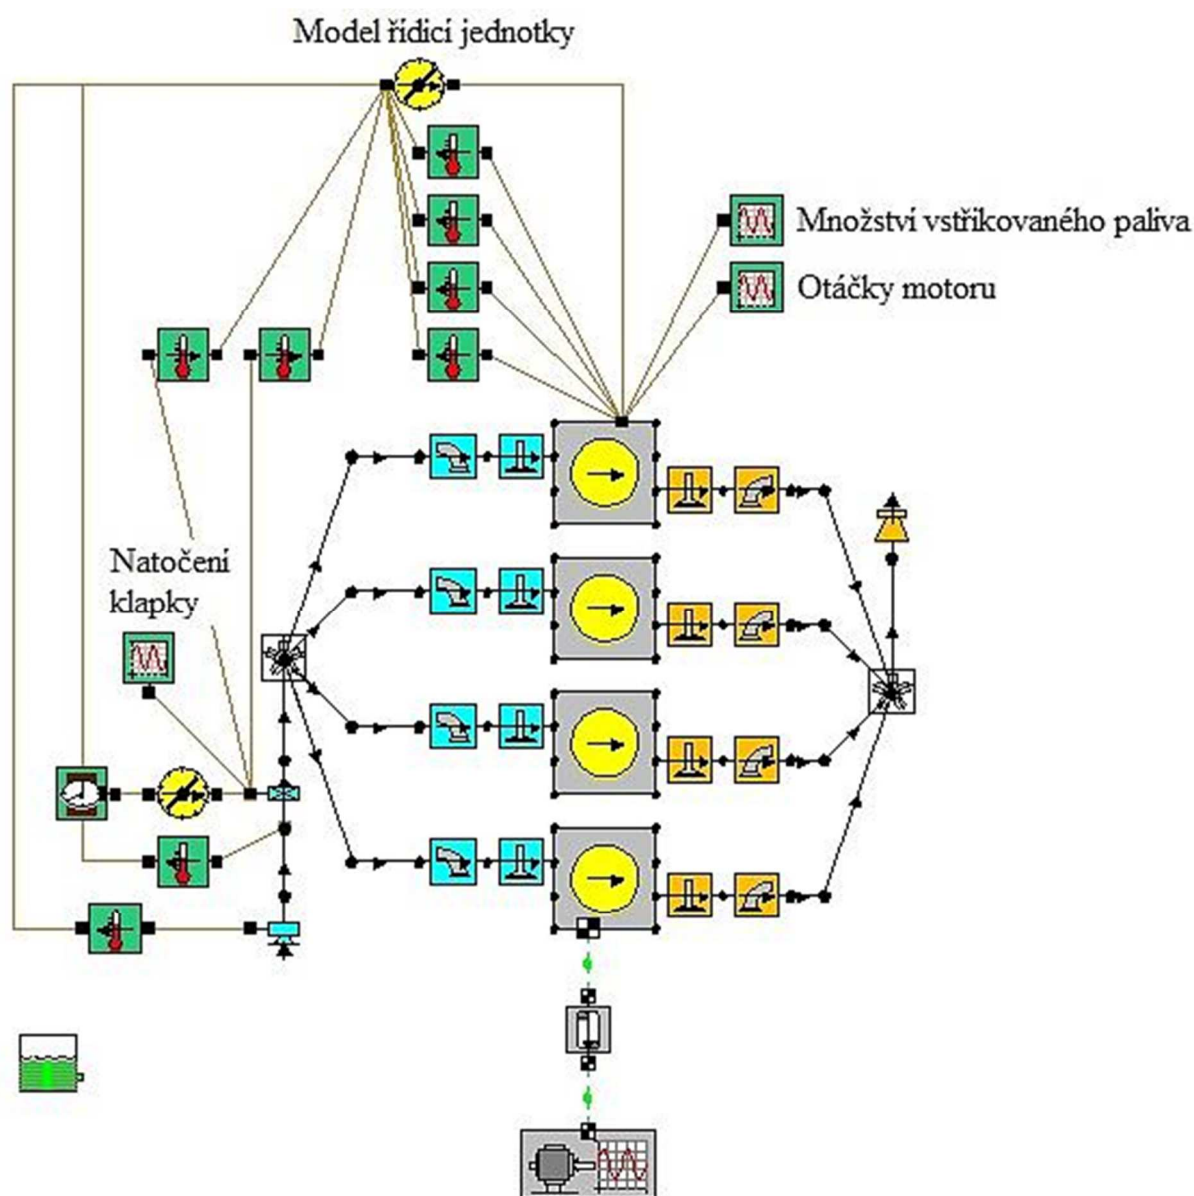 Model řídicí jednotky
Množství vstřikovaného paliva
Otáčky motoru
Natočení
klapky